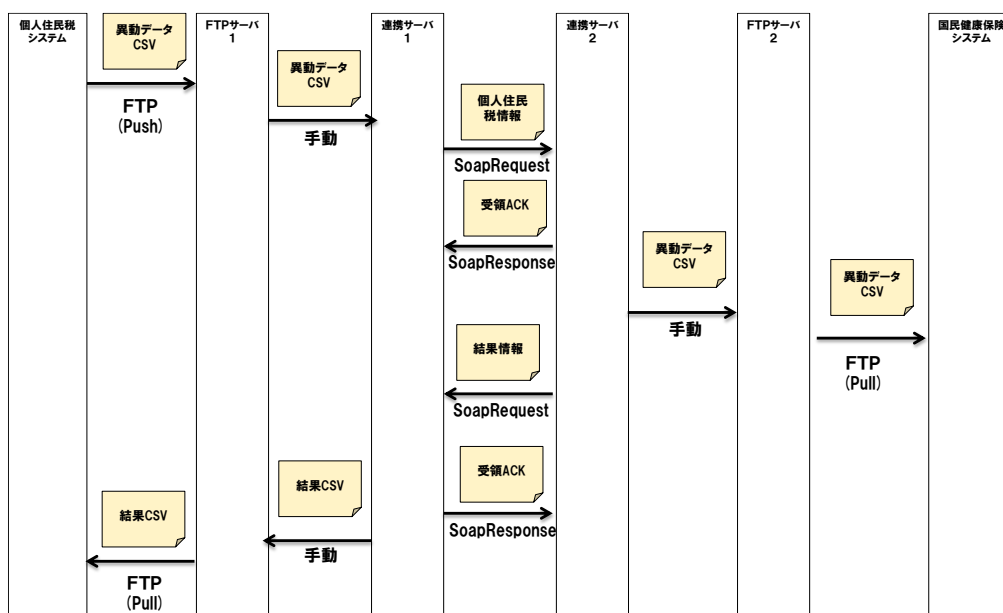 個人住民税
システム
FTPサーバ
1
連携サーバ
1
連携サーバ
2
FTPサーバ
2
国民健康保険
システム
異動データ
CSV
FTP
(Push)
異動データ
CSV
手動
個人住民
税情報
SoapRequest
受領ACK
SoapResponse
異動データ
CSV
手動
異動データ
CSV
FTP
(Pull)
結果情報
SoapRequest
受領ACK
SoapResponse
結果CSV
手動
結果CSV
FTP
(Pull)